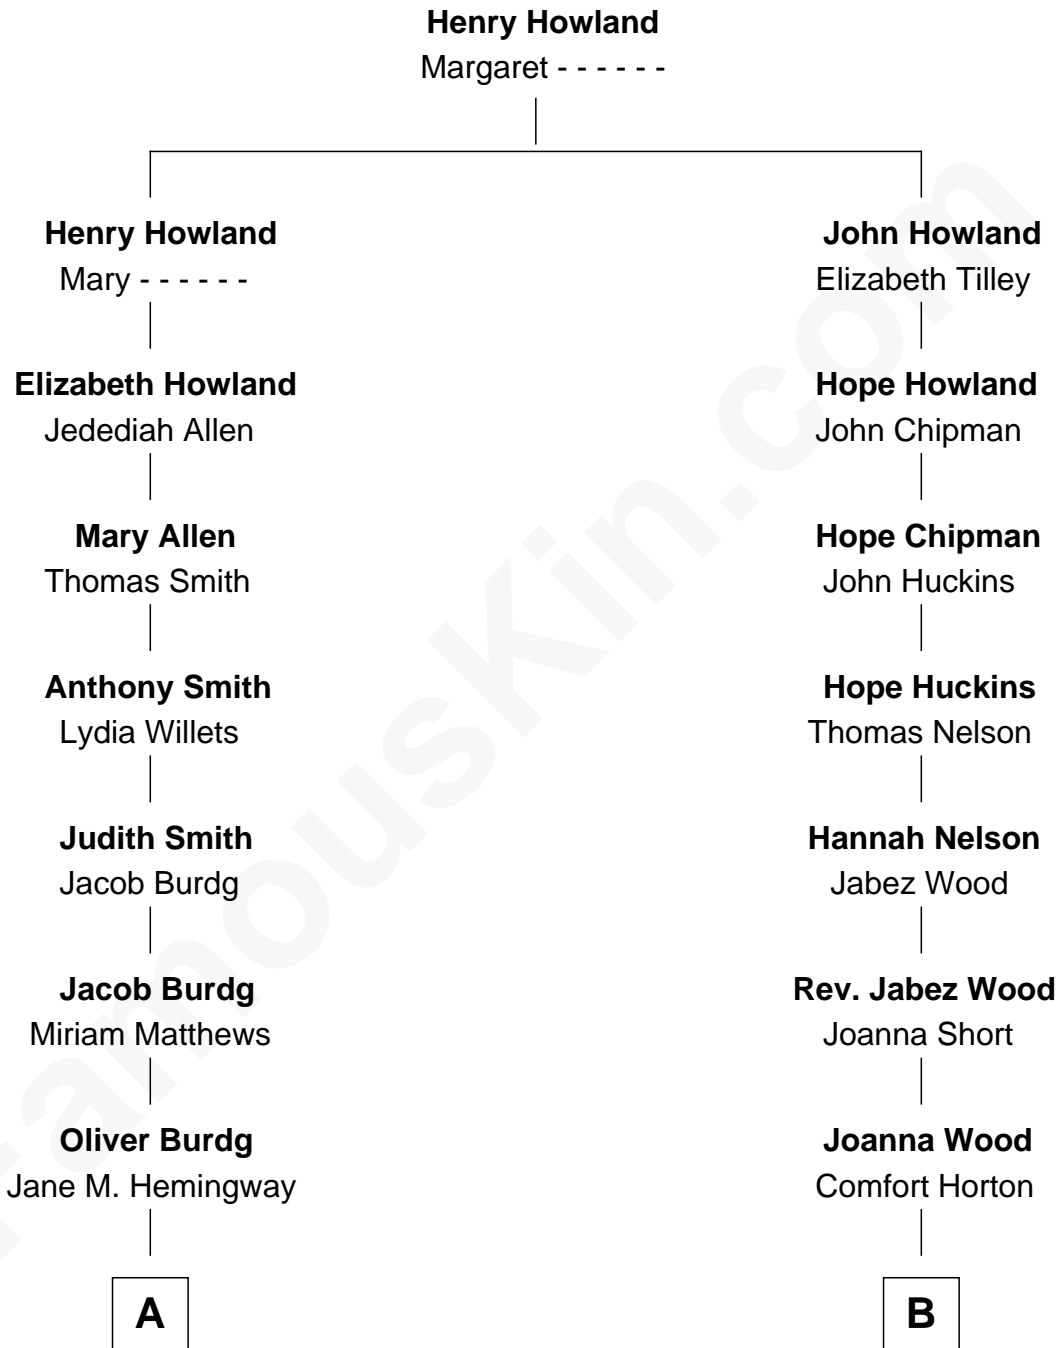 Henry Howland
Margaret - - - - - -
Henry Howland
Mary - - - - - -
John Howland
Elizabeth Tilley
Elizabeth Howland
Jedediah Allen
Hope Howland
John Chipman
Mary Allen
Thomas Smith
Hope Chipman
John Huckins
Anthony Smith
Lydia Willets
Hope Huckins
Thomas Nelson
Judith Smith
Jacob Burdg
Hannah Nelson
Jabez Wood
Jacob Burdg
Miriam Matthews
Rev. Jabez Wood
Joanna Short
Oliver Burdg
Jane M. Hemingway
Joanna Wood
Comfort Horton
A
B
FamousKin.com